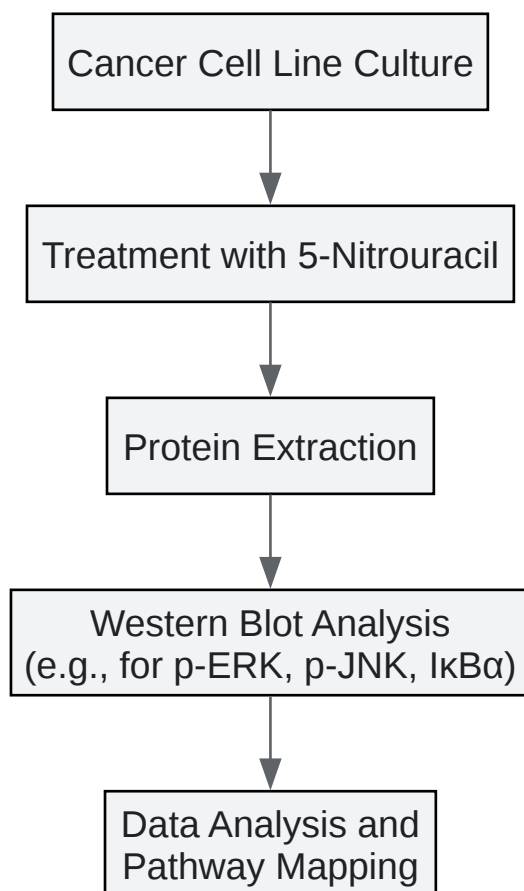 Cancer Cell Line Culture
Treatment with 5-Nitrouracil
Protein Extraction
Western Blot Analysis
(e.g., for p-ERK, p-JNK, IκBα)
Data Analysis and
Pathway Mapping